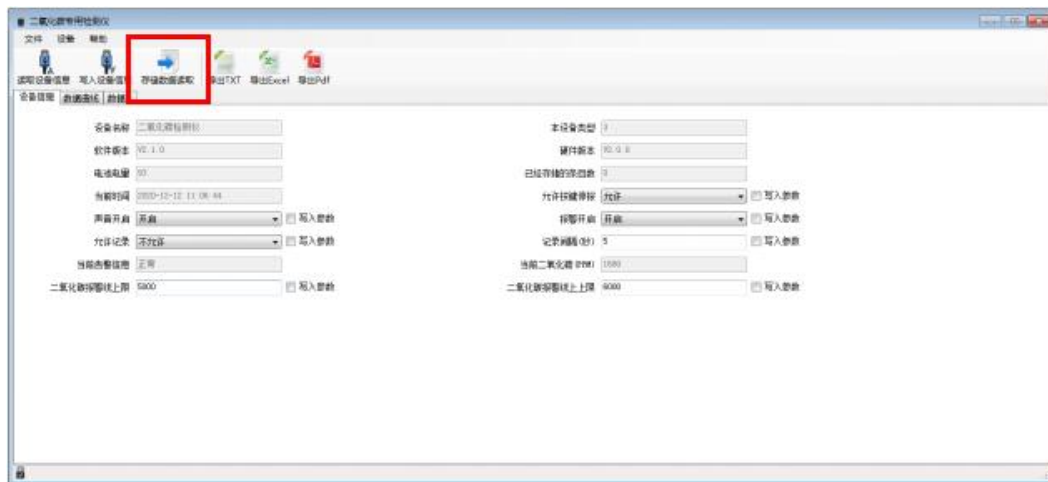 二氧化碳专用检测仪
文件 设备 帮助
读取设备信息 写入设备信息 存储数据读取 导出TXT 导出Excel 导出Pdf
设备信息 数据曲线
设备名称 二氧化碳检测仪 本设备类型 3
软件版本 V2.1.0 硬件版本 V2.0.0
电池电量 当前时间 2020-12-12 11:06:44 已经存储的条目数 0
允许按键停报 允许 写入参数
声音开启 开启 写入参数 报警开启 开启 写入参数
允许记录 不允许 写入参数 记录间隔(秒) 5 写入参数
当前告警信息 正常 当前二氧化碳(PPM)
二氧化碳报警线上限 5000 写入参数 二氧化碳报警线上上限 6000 写入参数